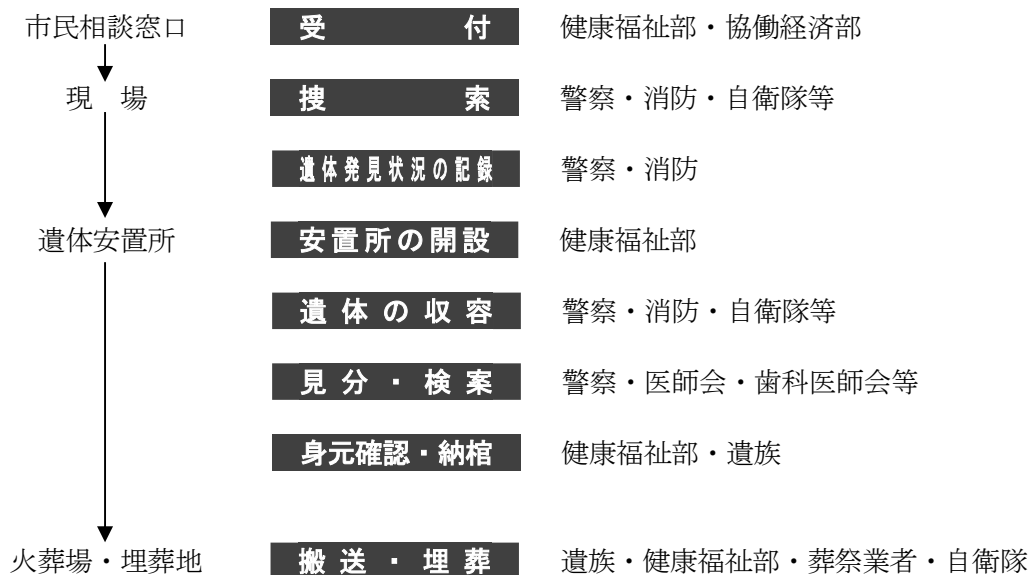 市民相談窓口 受付 健康福祉部・協働経済部
現場 捜索 警察・消防・自衛隊等
遺体発見状況の記録 警察・消防
遺体安置所 安置所の開設 健康福祉部
遺体の収容 警察・消防・自衛隊等
見分・検案 警察・医師会・歯科医師会等
身元確認・納棺 健康福祉部・遺族
火葬場・埋葬地 搬送・埋葬 遺族・健康福祉部・葬祭業者・自衛隊